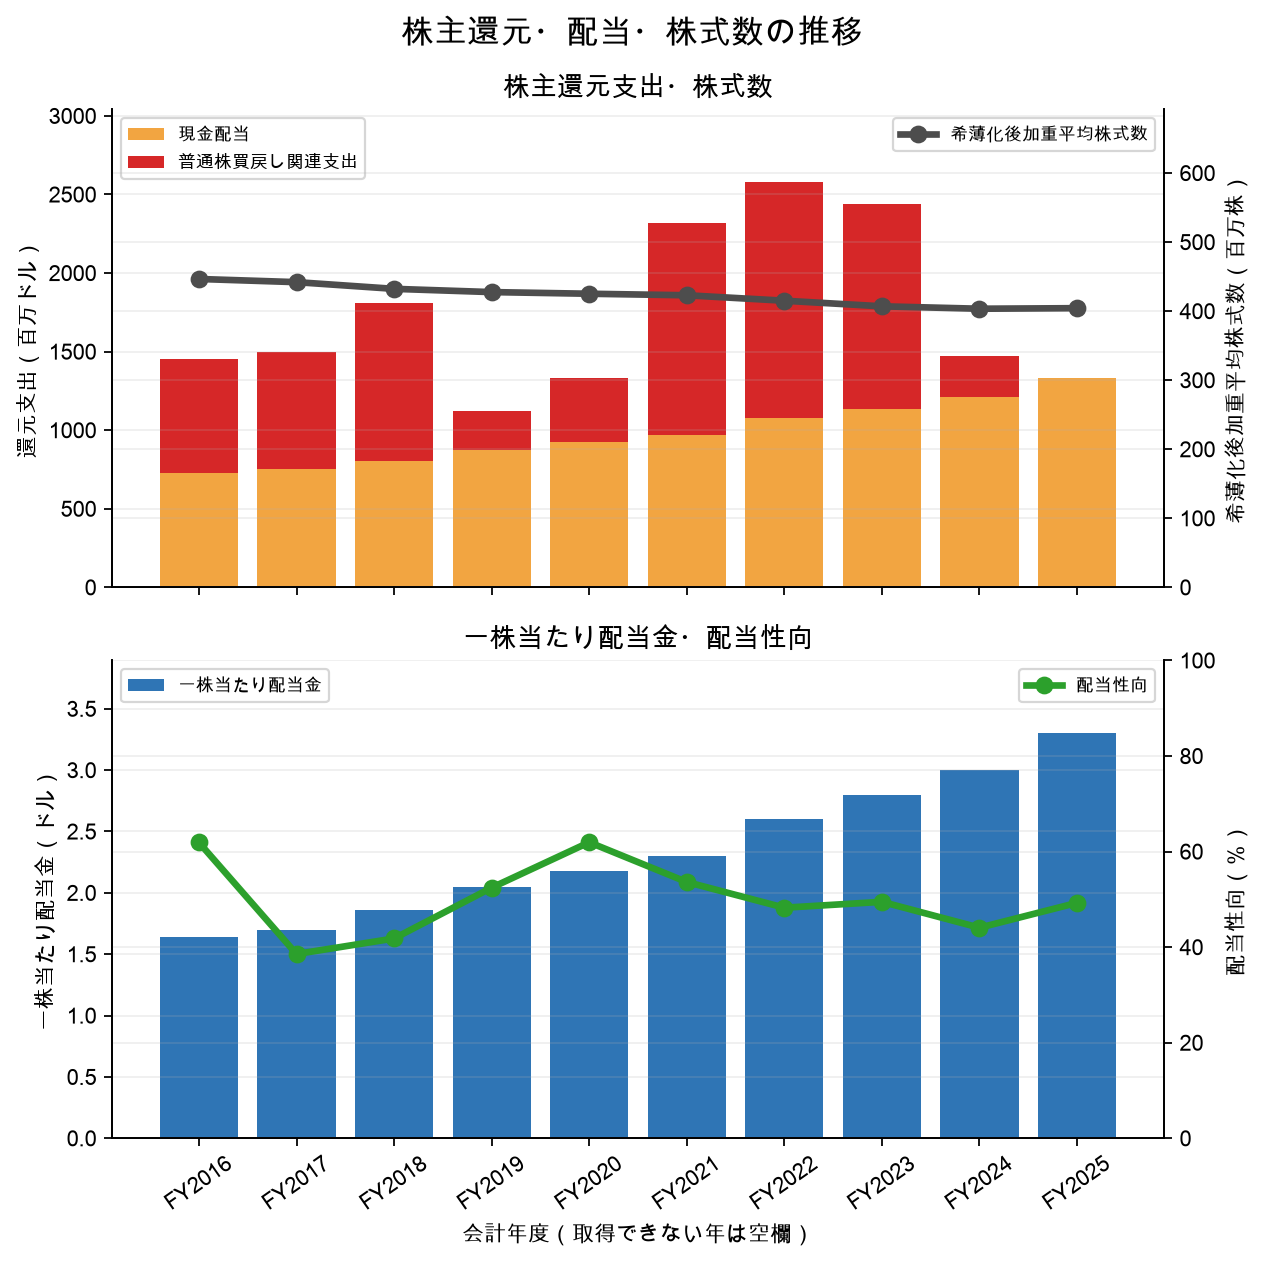 株主還元・配当・株式数の推移
株主還元支出・株式数
現金配当
普通株買戻し関連支出
希薄化後加重平均株式数
3000
2500
2000
1500
1000
500
0
還元支出(百万ドル)
600
500
400
300
200
100
0
希薄化後加重平均株式数(百万株)
一株当たり配当金・配当性向
一株当たり配当金
配当性向
3.5
3.0
2.5
2.0
1.5
1.0
0.5
0.0
一株当たり配当金(ドル)
100
80
60
40
20
0
配当性向(%)
FY2016
FY2017
FY2018
FY2019
FY2020
FY2021
FY2022
FY2023
FY2024
FY2025
会計年度(取得できない年は空欄)